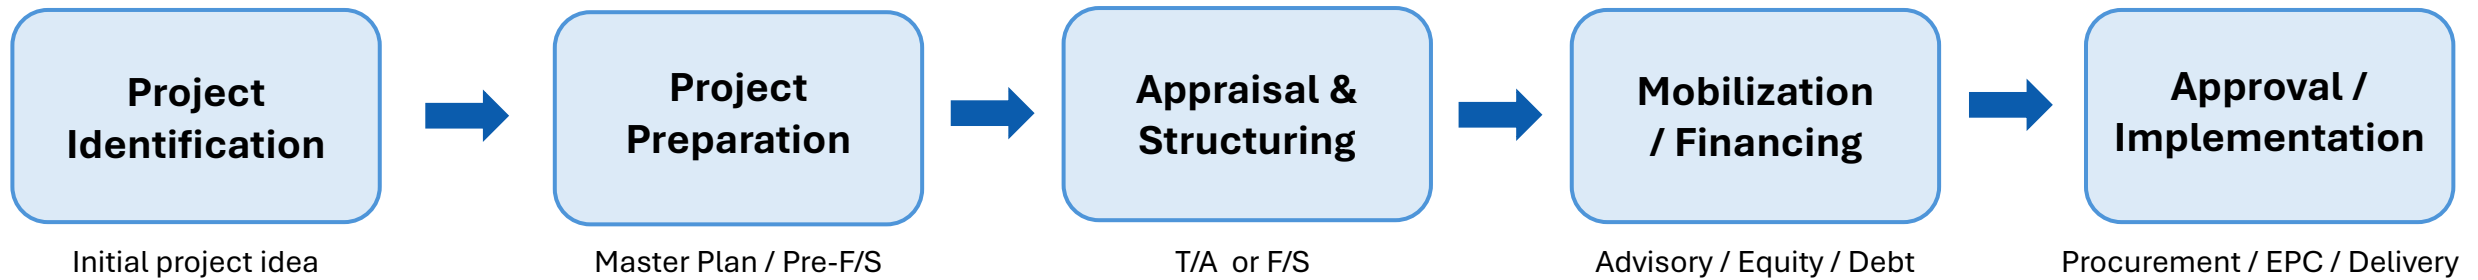 Project
Identification
Project
Preparation
Appraisal &
Structuring
Mobilization
/ Financing
Approval /
Implementation
Initial project idea
Master Plan / Pre-F/S
T/A or F/S
Advisory / Equity / Debt
Procurement / EPC / Delivery